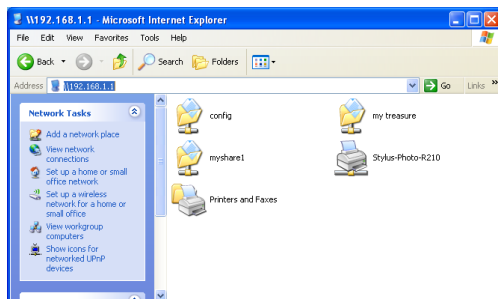 \\192.168.1.1 - Microsoft Internet Explorer
File Edit View Favorites Tools Help
Back Search Folders
Address \\192.168.1.1 Go Links »
Network Tasks
Add a network place
View network
connections
Set up a home or small
office network
Set up a wireless
network for a home or
small office
View workgroup
computers
Show icons for
networked UPnP
devices
config
my treasure
myshare1
Stylus-Photo-R210
Printers and Faxes